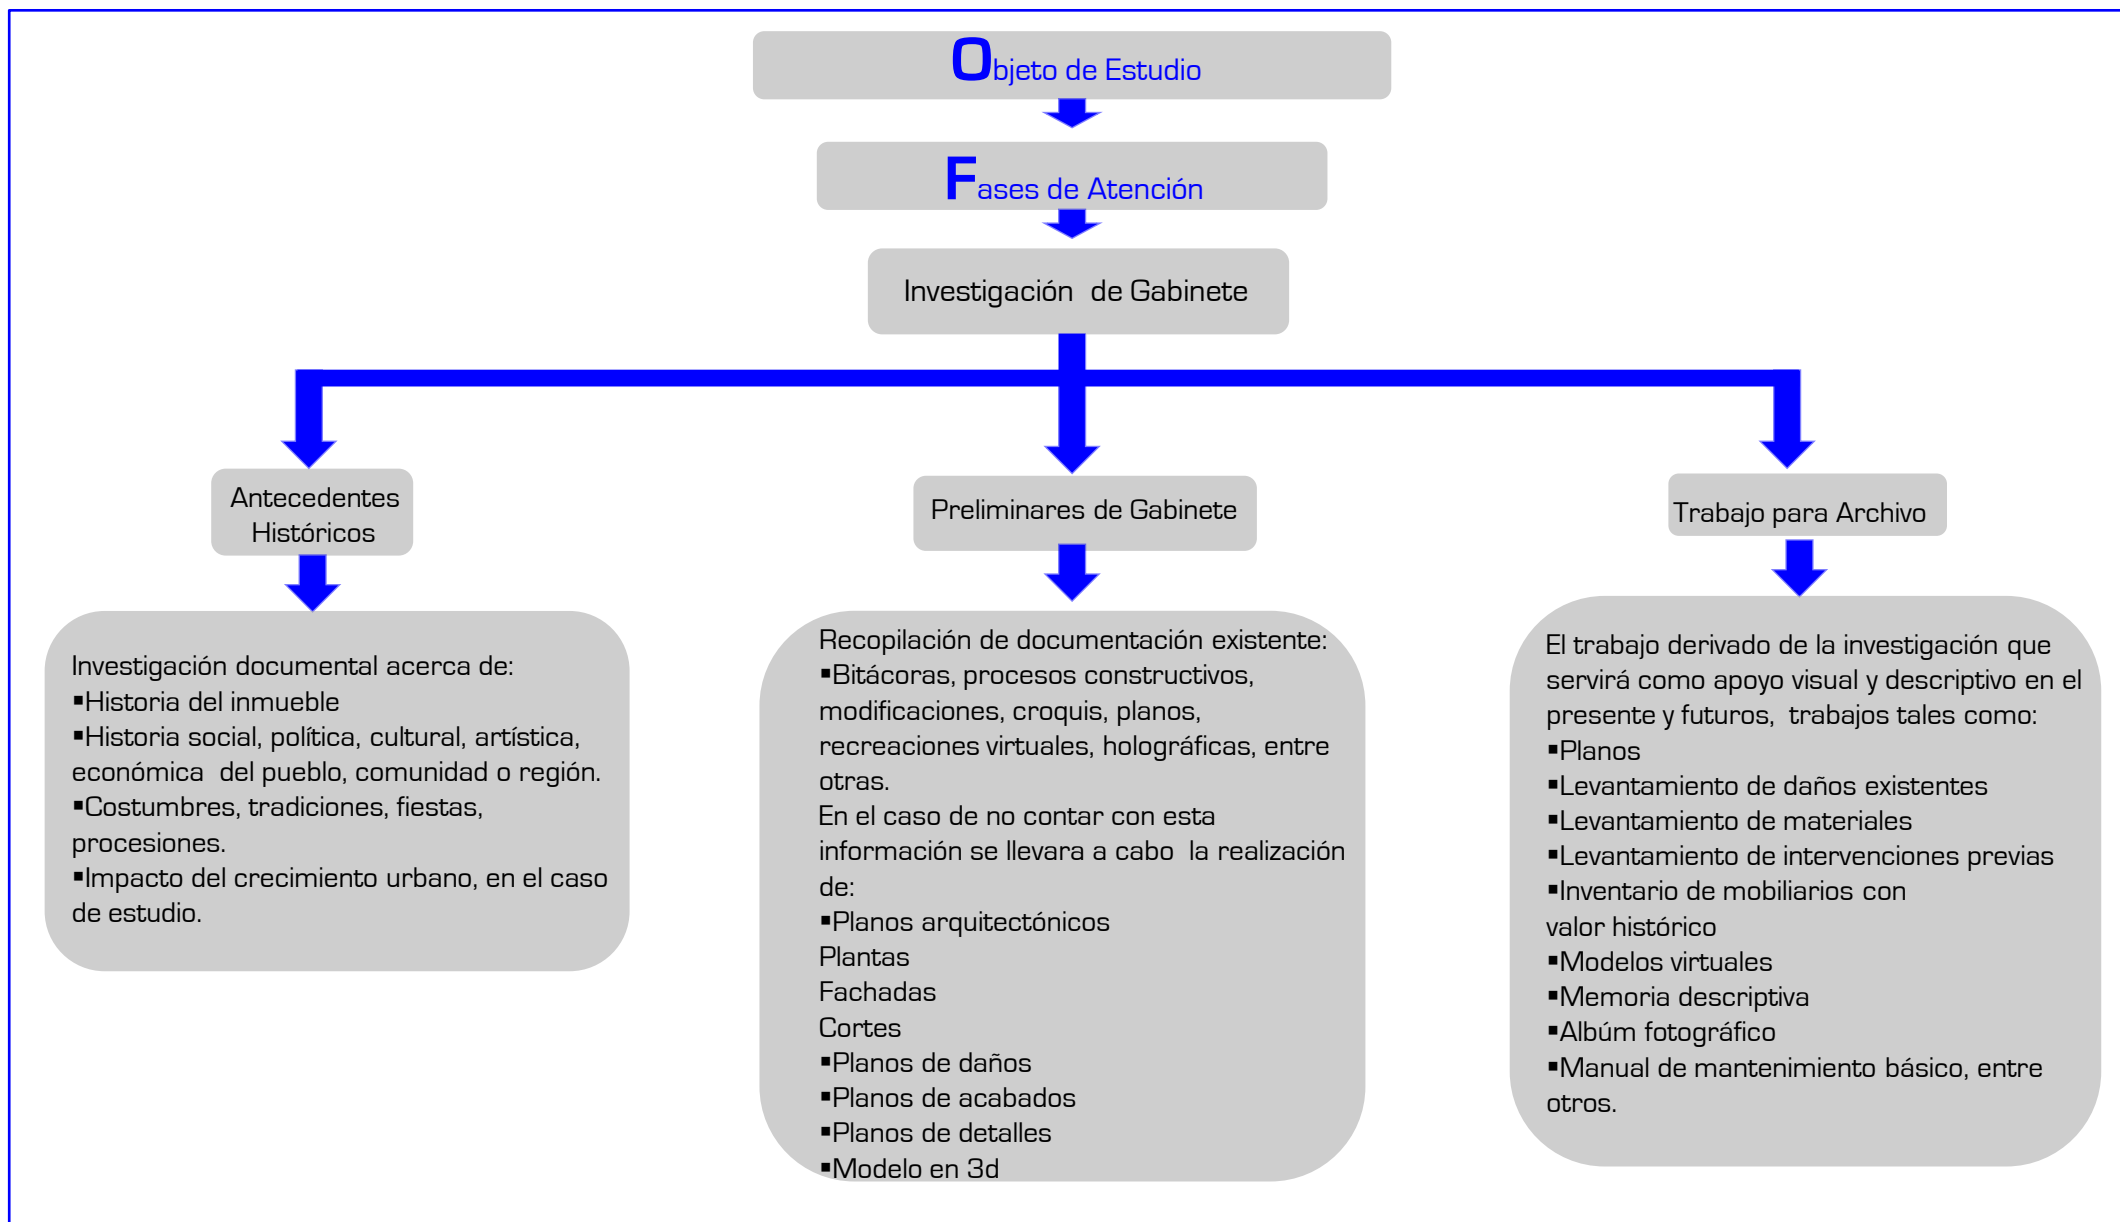 Objeto de Estudio
Fases de Atención
Investigación  de Gabinete
Antecedentes
Históricos
Preliminares de Gabinete
Trabajo para Archivo
Investigación documental acerca de:
▪Historia del inmueble
▪Historia social, política, cultural, artística,
económica  del pueblo, comunidad o región.
▪Costumbres, tradiciones, fiestas,
procesiones.
▪Impacto del crecimiento urbano, en el caso
de estudio.
Recopilación de documentación existente:
▪Bitácoras, procesos constructivos,
modificaciones, croquis, planos,
recreaciones virtuales, holográficas, entre
otras.
En el caso de no contar con esta
información se llevara a cabo  la realización
de:
▪Planos arquitectónicos
Plantas
Fachadas
Cortes
▪Planos de daños
▪Planos de acabados
▪Planos de detalles
▪Modelo en 3d
El trabajo derivado de la investigación que
servirá como apoyo visual y descriptivo en el
presente y futuros,  trabajos tales como:
▪Planos
▪Levantamiento de daños existentes
▪Levantamiento de materiales
▪Levantamiento de intervenciones previas
▪Inventario de mobiliarios con
valor histórico
▪Modelos virtuales
▪Memoria descriptiva
▪Albúm fotográfico
▪Manual de mantenimiento básico, entre
otros.